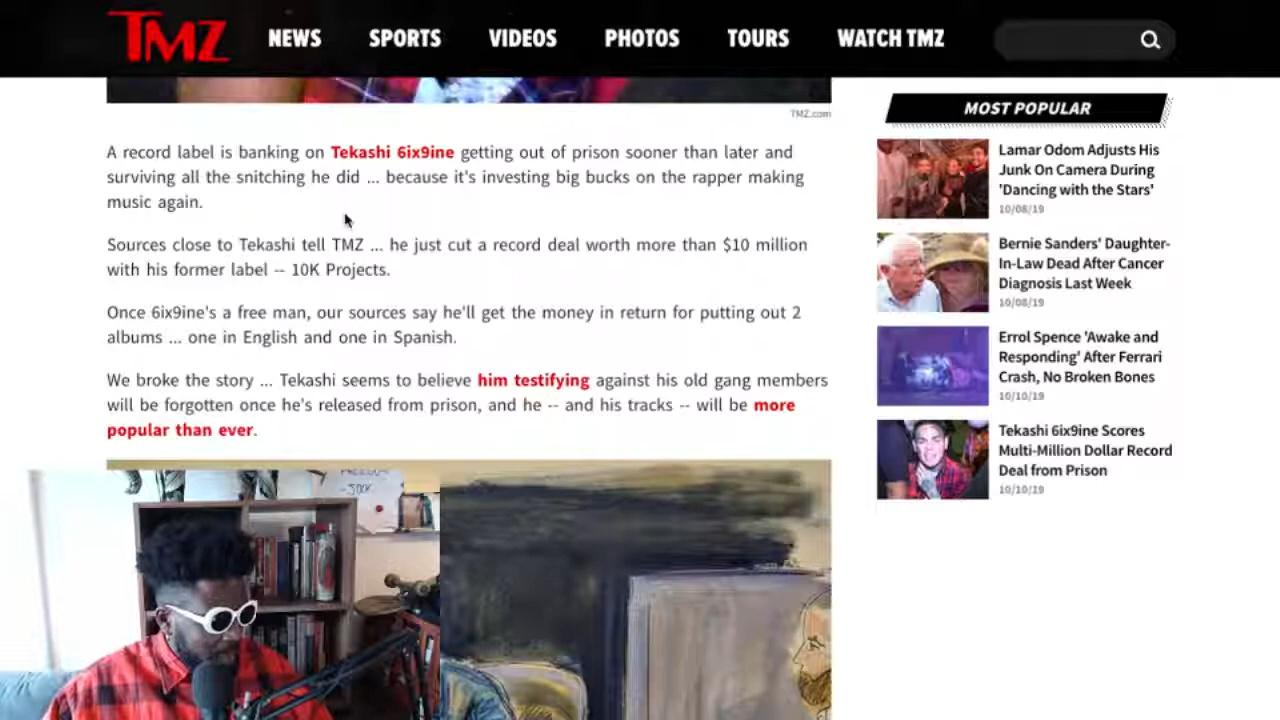 TMZ
NEWS
SPORTS
VIDEOS
PHOTOS
TOURS
WATCH TMZ
TMZ.com
A record label is banking on Tekashi 6ix9ine getting out of prison sooner than later and
surviving all the snitching he did ... because it's investing big bucks on the rapper making
music again.
Sources close to Tekashi tell TMZ ... he just cut a record deal worth more than $10 million
with his former label -- 10K Projects.
Once 6ix9ine's a free man, our sources say he'll get the money in return for putting out 2
albums ... one in English and one in Spanish.
We broke the story ... Tekashi seems to believe him testifying against his old gang members
will be forgotten once he's released from prison, and he -- and his tracks -- will be more
popular than ever.
MOST POPULAR
Lamar Odom Adjusts His
Junk On Camera During
'Dancing with the Stars'
10/08/19
Bernie Sanders' Daughter-
In-Law Dead After Cancer
Diagnosis Last Week
10/08/19
Errol Spence 'Awake and
Responding' After Ferrari
Crash, No Broken Bones
10/10/19
Tekashi 6ix9ine Scores
Multi-Million Dollar Record
Deal from Prison
10/10/19